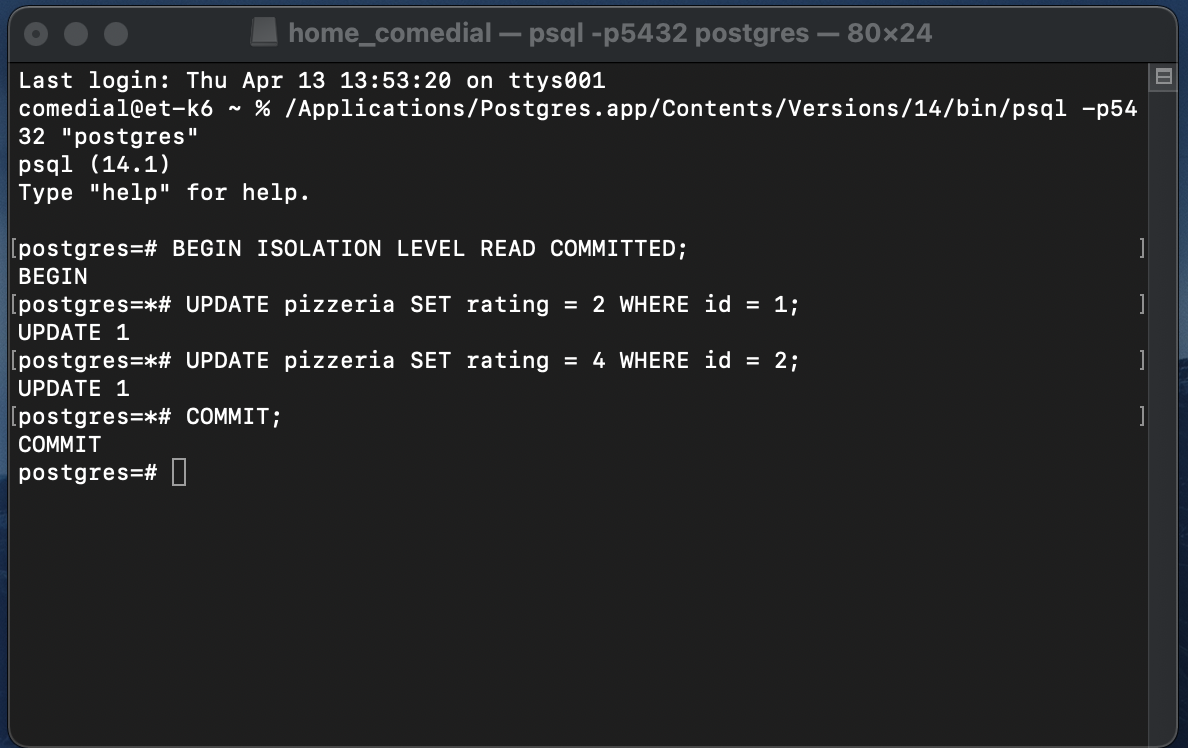 home_comedial — psql -p5432 postgres — 80×24
Last login: Thu Apr 13 13:53:20 on ttys001
comedial@et-k6 ~ % /Applications/Postgres.app/Contents/Versions/14/bin/psql -p54
32 "postgres"
psql (14.1)
Type "help" for help.
[postgres=# BEGIN ISOLATION LEVEL READ COMMITTED; ]
BEGIN
[postgres=*# UPDATE pizzeria SET rating = 2 WHERE id = 1; ]
UPDATE 1
[postgres=*# UPDATE pizzeria SET rating = 4 WHERE id = 2; ]
UPDATE 1
[postgres=*# COMMIT; ]
COMMIT
postgres=#